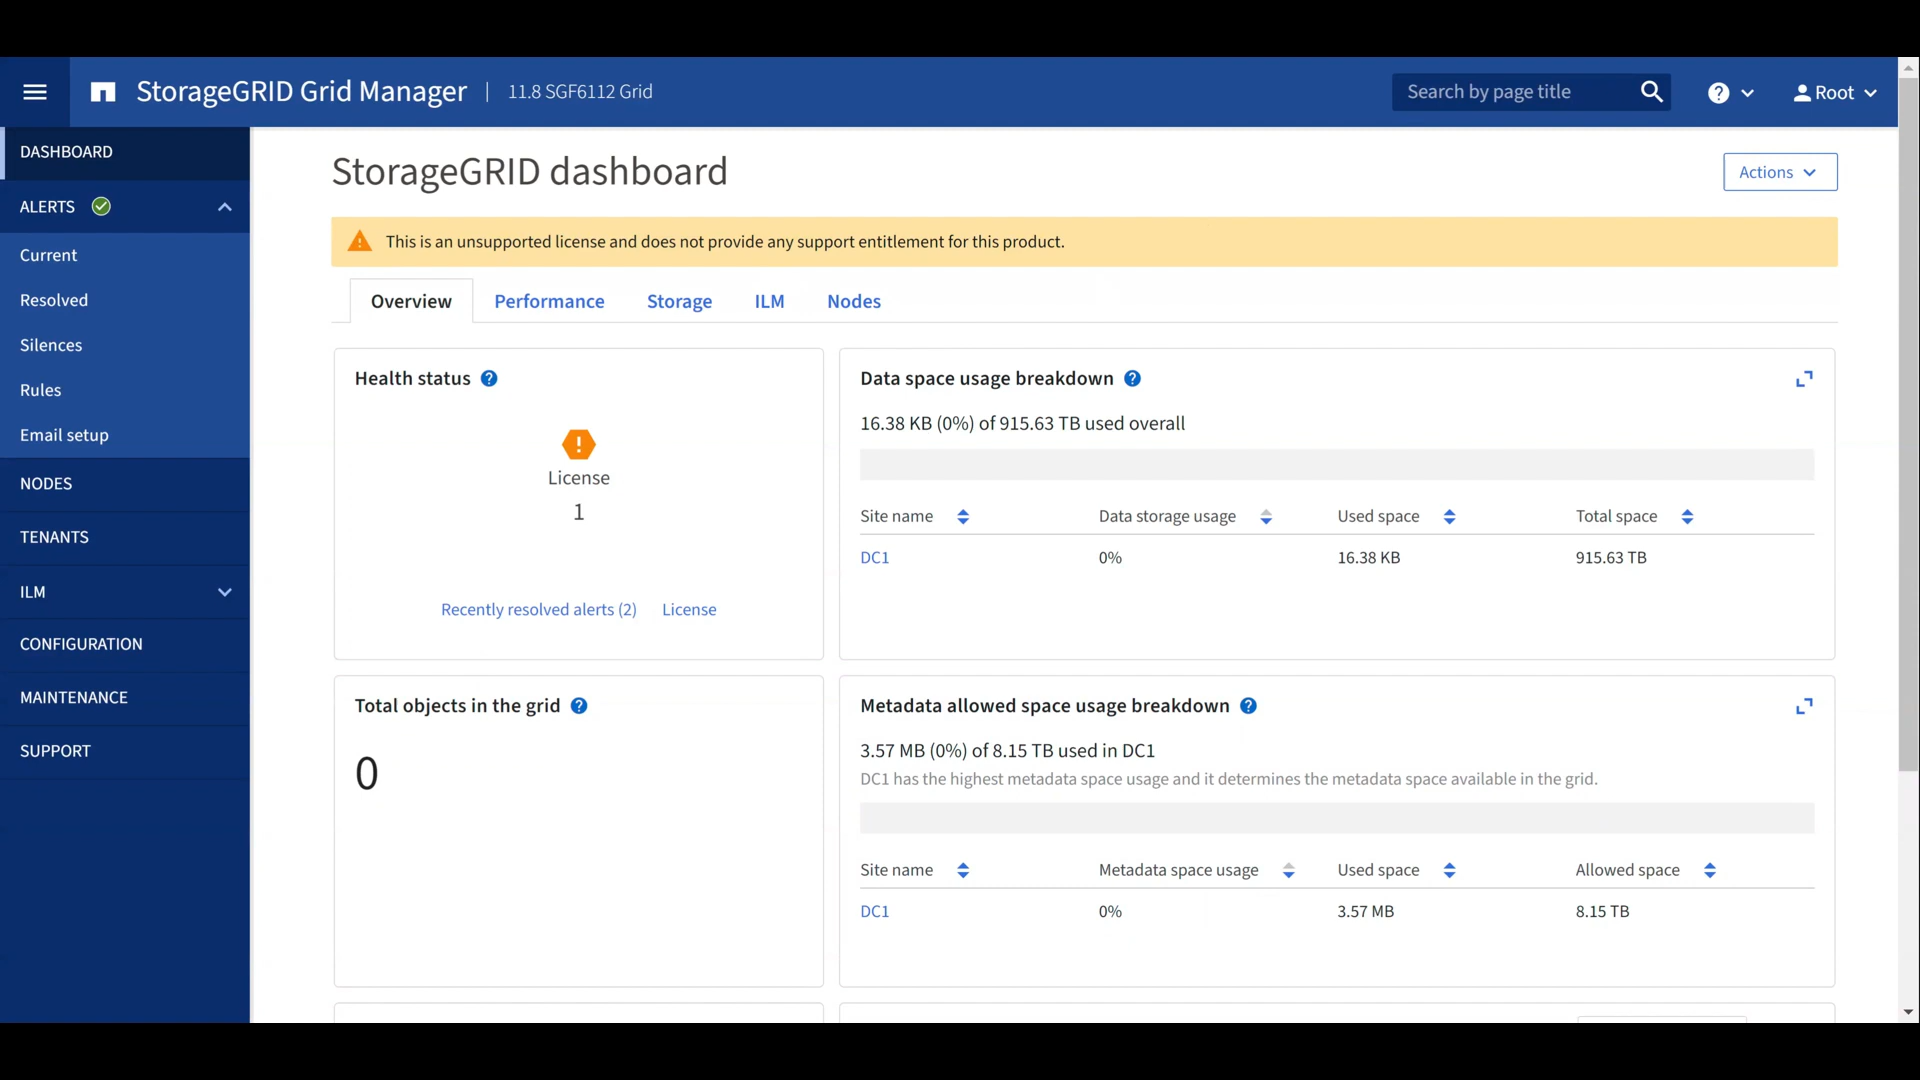 StorageGRID Grid Manager | 11.8 SGF6112 Grid
Search by page title
Root
DASHBOARD
ALERTS
Current
Resolved
Silences
Rules
Email setup
NODES
TENANTS
ILM
CONFIGURATION
MAINTENANCE
SUPPORT
StorageGRID dashboard
Actions
This is an unsupported license and does not provide any support entitlement for this product.
Overview Performance Storage ILM Nodes
Health status
License
1
Recently resolved alerts (2) License
Data space usage breakdown
16.38 KB (0%) of 915.63 TB used overall
Site name Data storage usage Used space Total space
DC1 0% 16.38 KB 915.63 TB
Total objects in the grid
0
Metadata allowed space usage breakdown
3.57 MB (0%) of 8.15 TB used in DC1
DC1 has the highest metadata space usage and it determines the metadata space available in the grid.
Site name Metadata space usage Used space Allowed space
DC1 0% 3.57 MB 8.15 TB